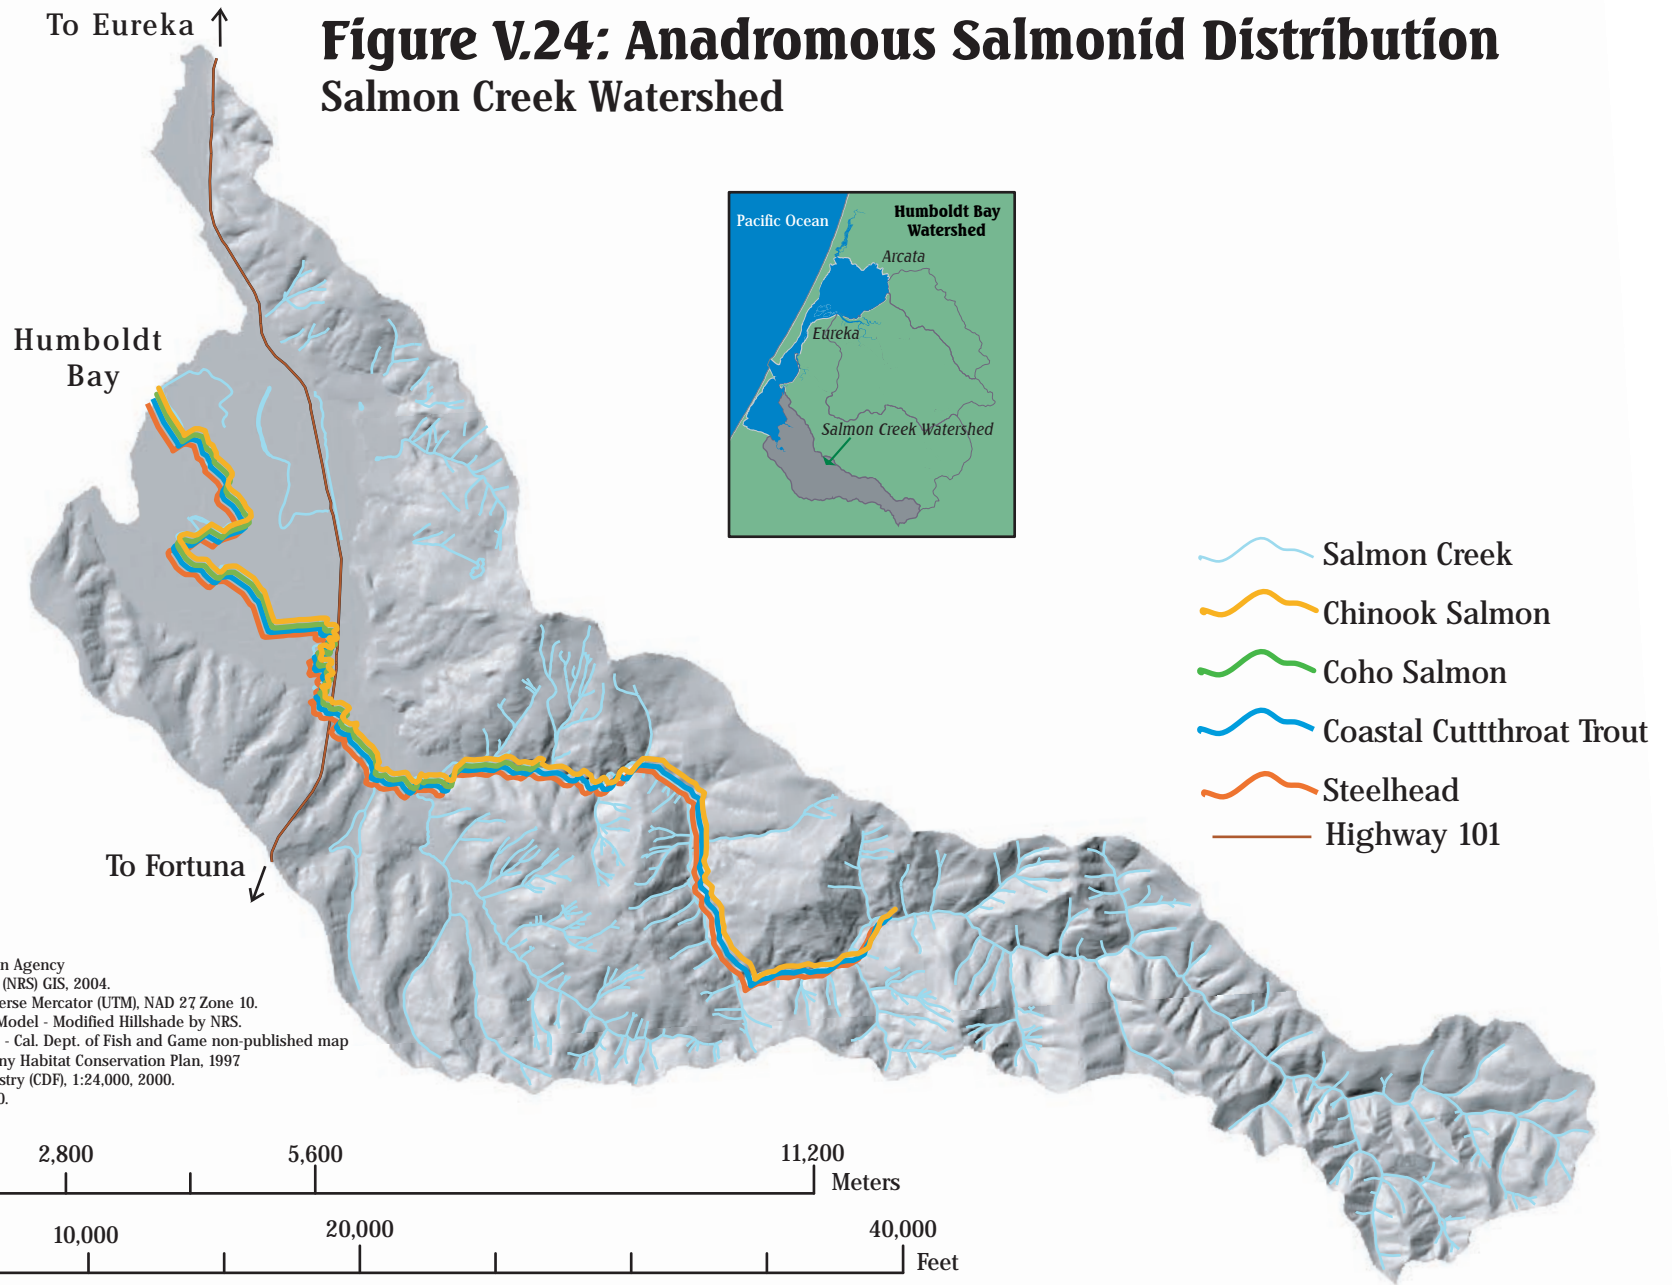 To Eureka
Figure V.24: Anadromous Salmonid Distribution
Salmon Creek Watershed
Pacific Ocean
Humboldt Bay
Watershed
Arcata
Eureka
Salmon Creek Watershed
Humboldt
Bay
Salmon Creek
Chinook Salmon
Coho Salmon
Coastal Cuttthroat Trout
Steelhead
Highway 101
To Fortuna
n Agency
(NRS) GIS, 2004.
erse Mercator (UTM), NAD 27, Zone 10.
Model - Modified Hillshade by NRS.
- Cal. Dept. of Fish and Game non-published map
ny Habitat Conservation Plan, 1997.
stry (CDF), 1:24,000, 2000.
0.
2,800 5,600 11,200
Meters
10,000 20,000 40,000
Feet